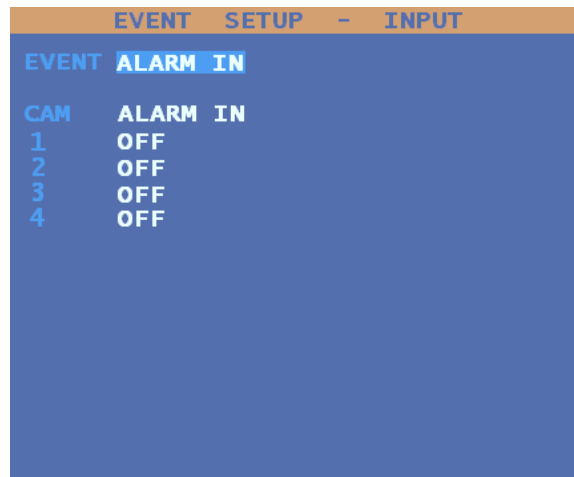 EVENT SETUP - INPUT
EVENT ALARM IN
CAM ALARM IN
1 OFF
2 OFF
3 OFF
4 OFF